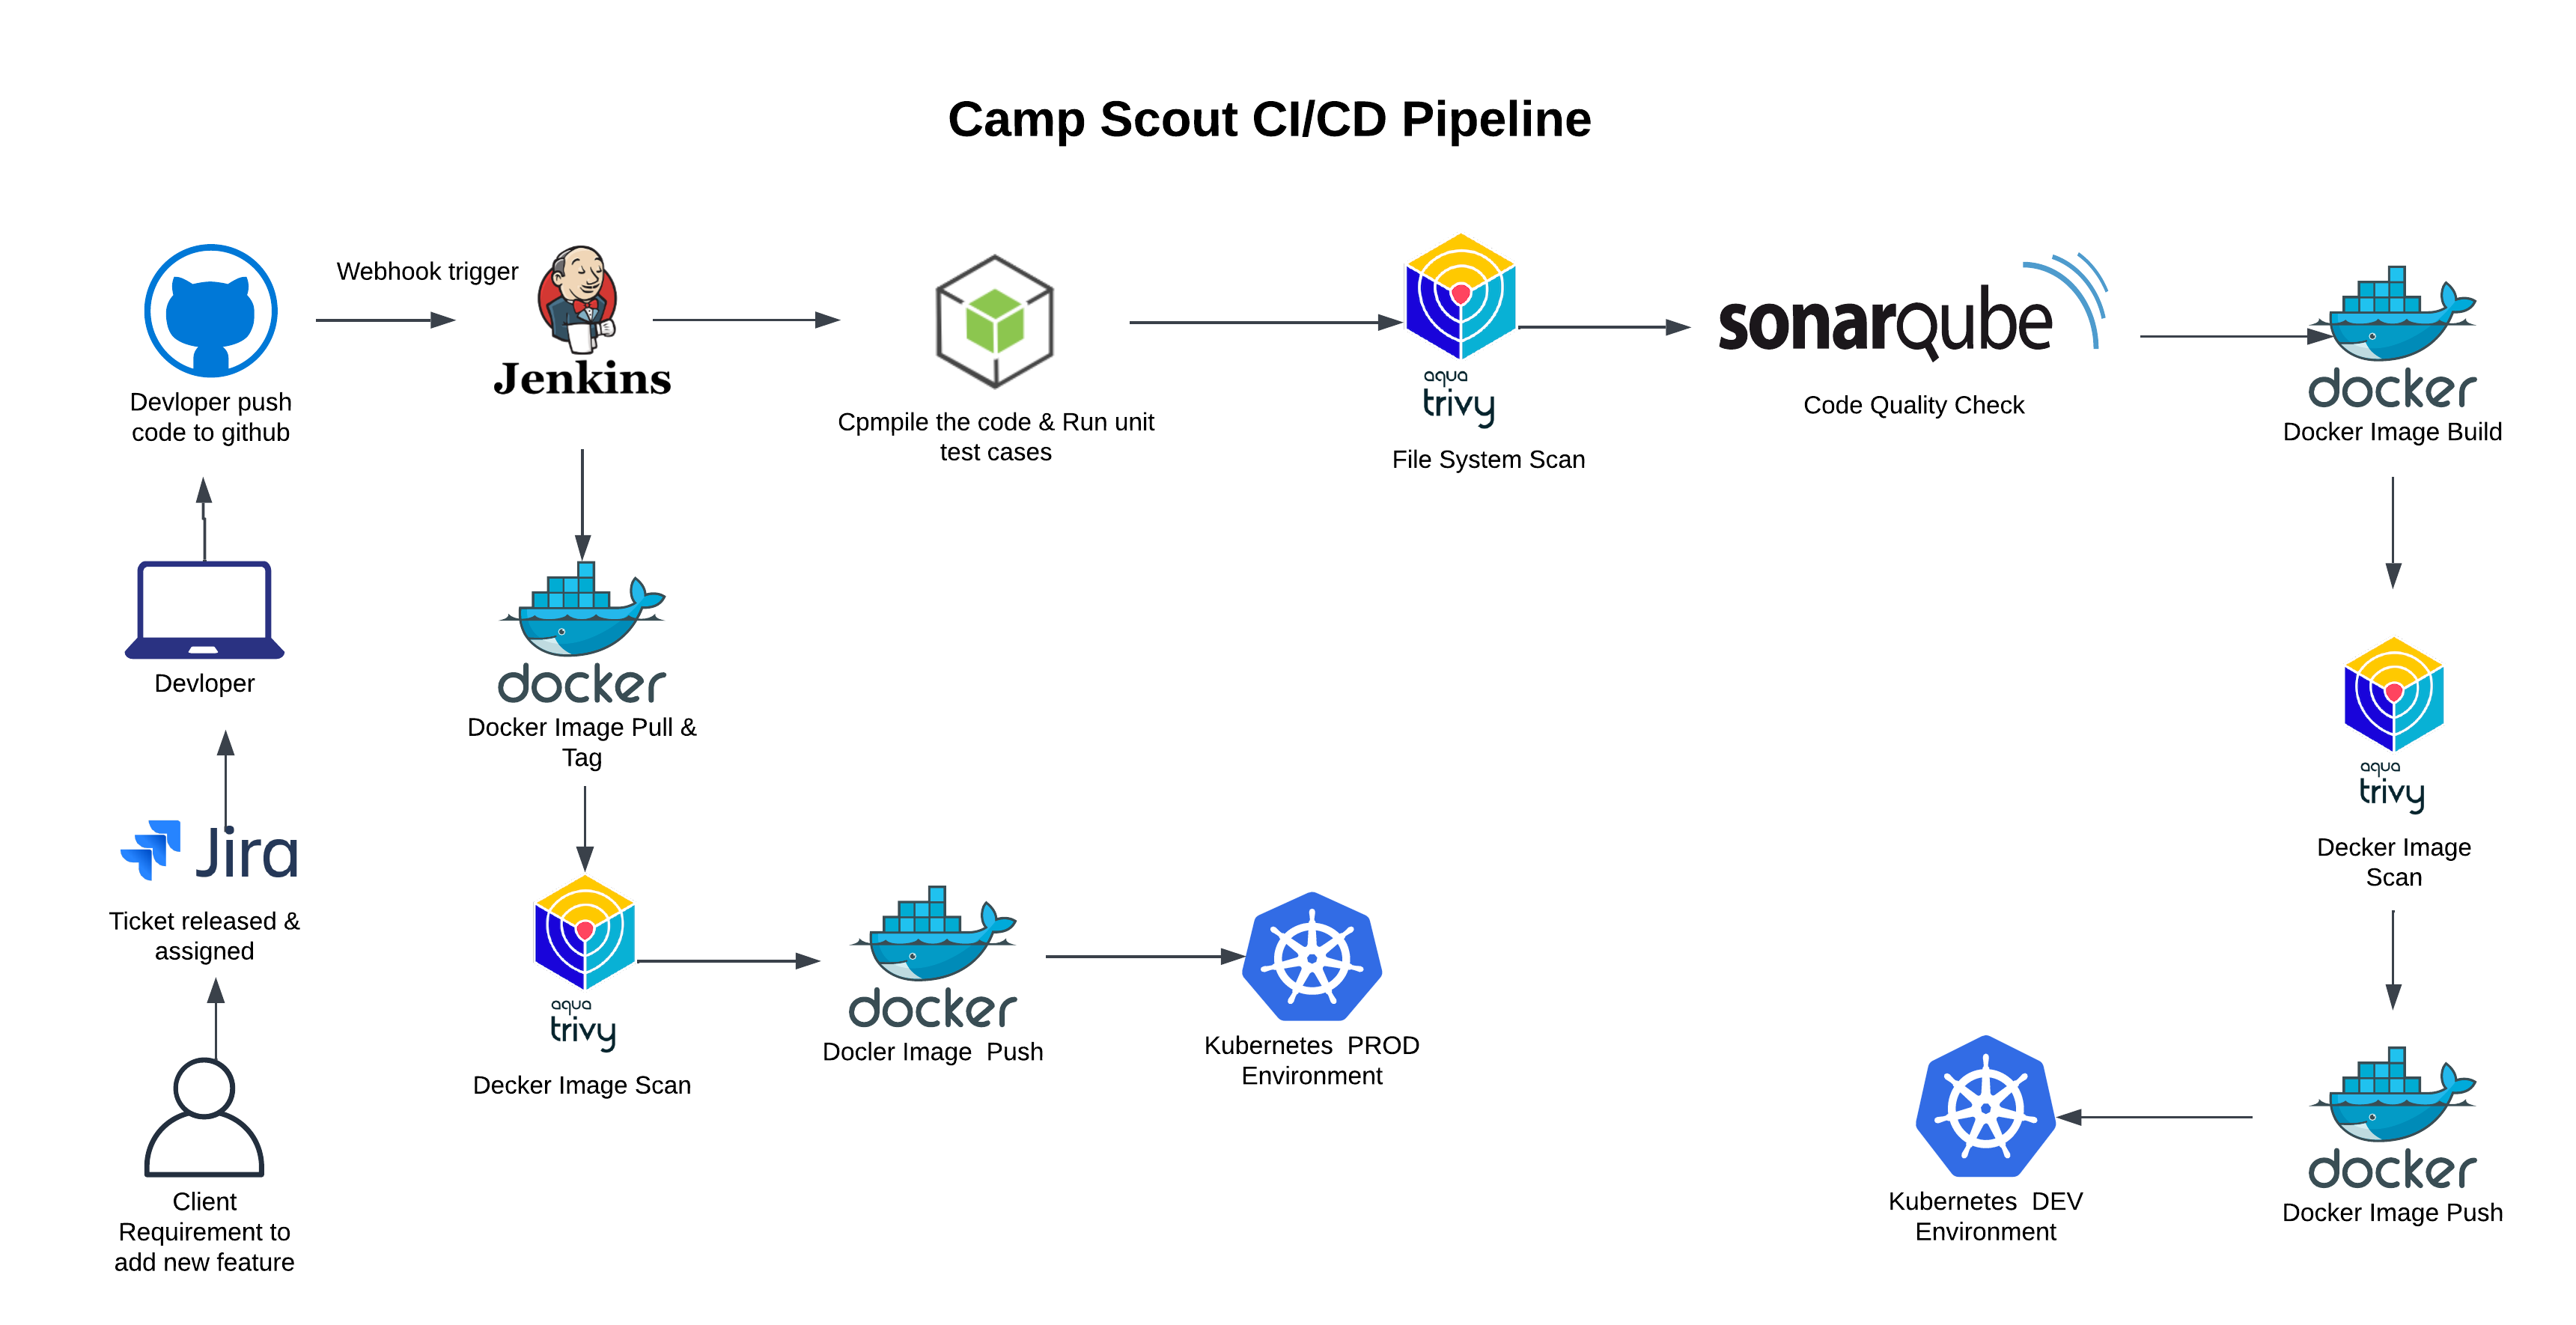 Camp Scout CI/CD Pipeline
Webhook trigger
Jenkins
Devloper push
code to github
Cpmpile the code & Run unit
test cases
aqua
trivy
File System Scan
sonarqube
Code Quality Check
docker
Docker Image Build
Devloper
docker
Docker Image Pull &
Tag
aqua
trivy
Decker Image
Scan
Jira
Ticket released &
assigned
aqua
trivy
Decker Image Scan
docker
Docler Image  Push
Kubernetes  PROD
Environment
Client
Requirement to
add new feature
Kubernetes  DEV
Environment
docker
Docker Image Push